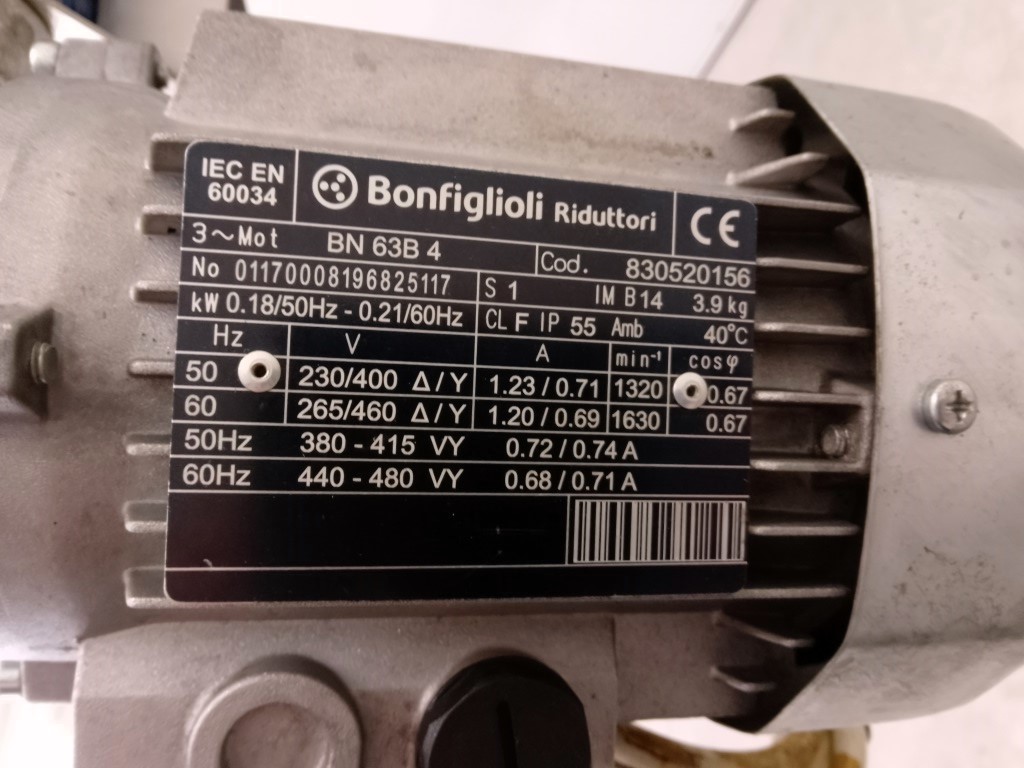 IEC EN
60034
Bonfiglioli Riduttori
CE
3~Mot BN 63B 4
Cod. 830520156
No 01170008196825117
S 1 IM B14 3.9 kg
kW 0.18/50Hz - 0.21/60Hz
CL F IP 55 Amb 40°C
Hz V A min⁻¹ cosφ
50 230/400 Δ/Y 1.23/0.71 1320 0.67
60 265/460 Δ/Y 1.20/0.69 1630 0.67
50Hz 380 - 415 VY 0.72/0.74 A
60Hz 440 - 480 VY 0.68/0.71 A